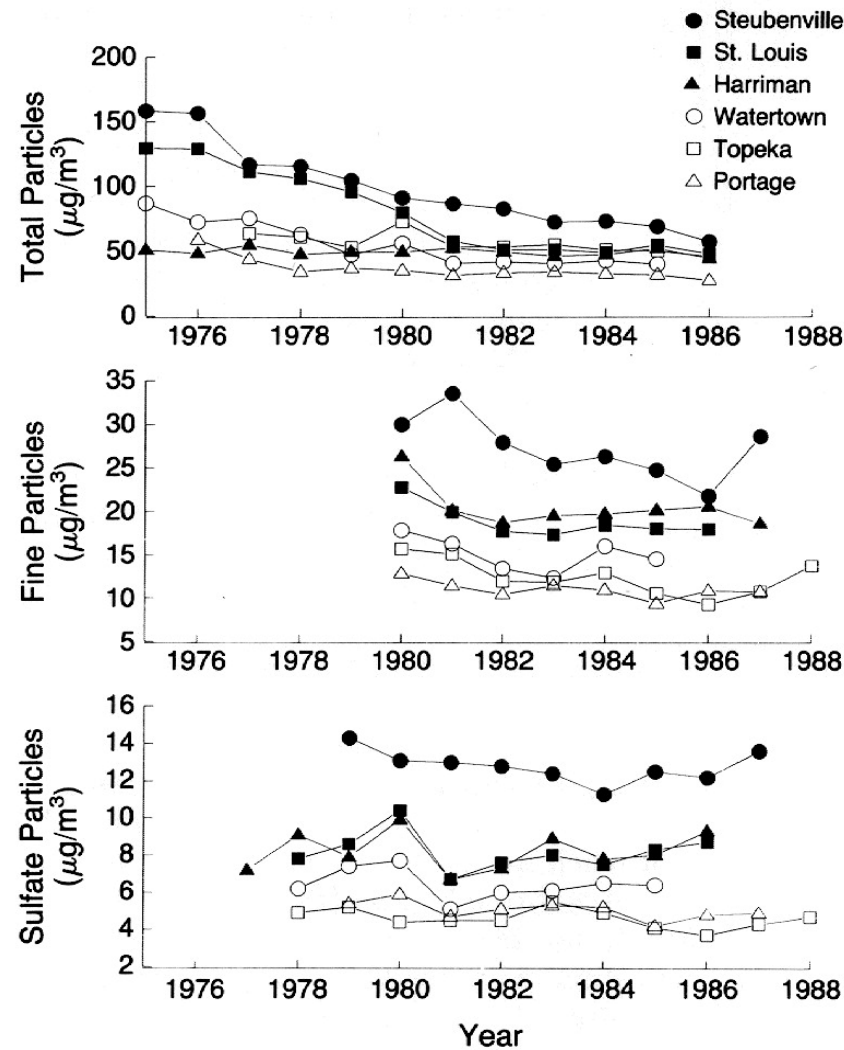 Steubenville
St. Louis
Harriman
Watertown
Topeka
Portage
Total Particles
(μg/m³)
200
150
100
50
0
1976 1978 1980 1982 1984 1986 1988
Fine Particles
(μg/m³)
35
30
25
20
15
10
5
1976 1978 1980 1982 1984 1986 1988
Sulfate Particles
(μg/m³)
16
14
12
10
8
6
4
2
1976 1978 1980 1982 1984 1986 1988
Year